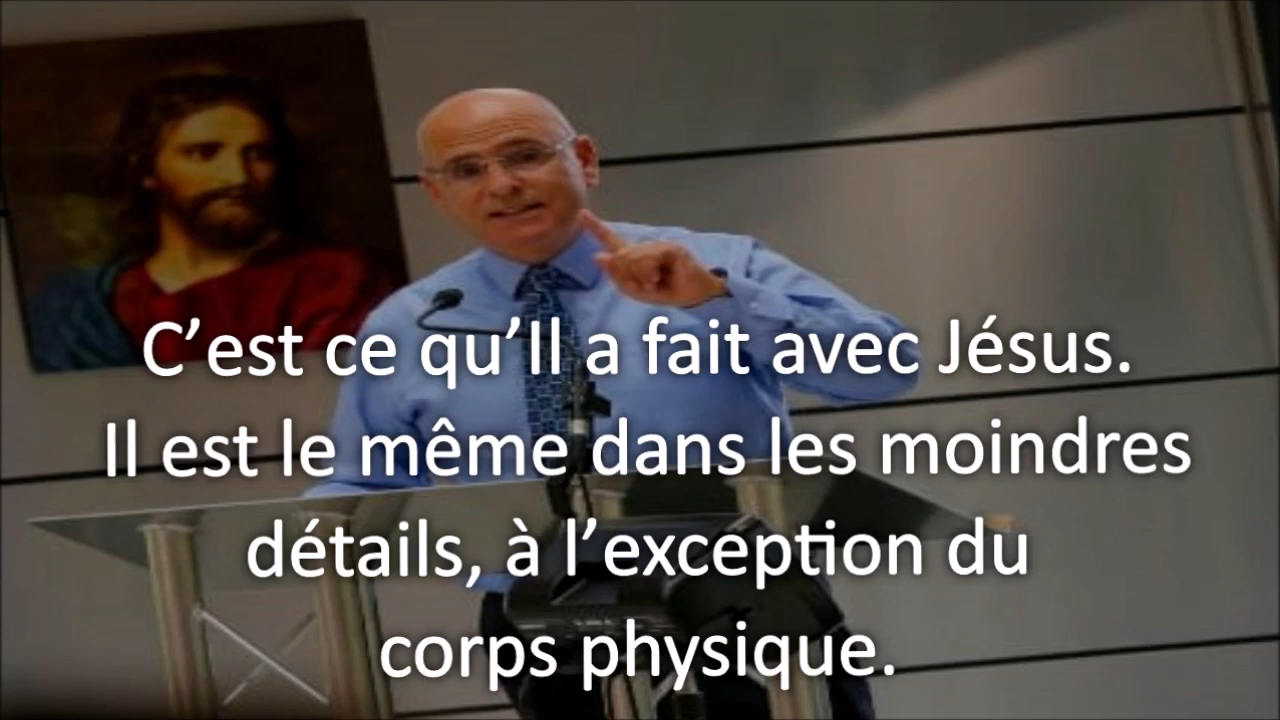 C’est ce qu’Il a fait avec Jésus.
Il est le même dans les moindres
détails, à l’exception du
corps physique.